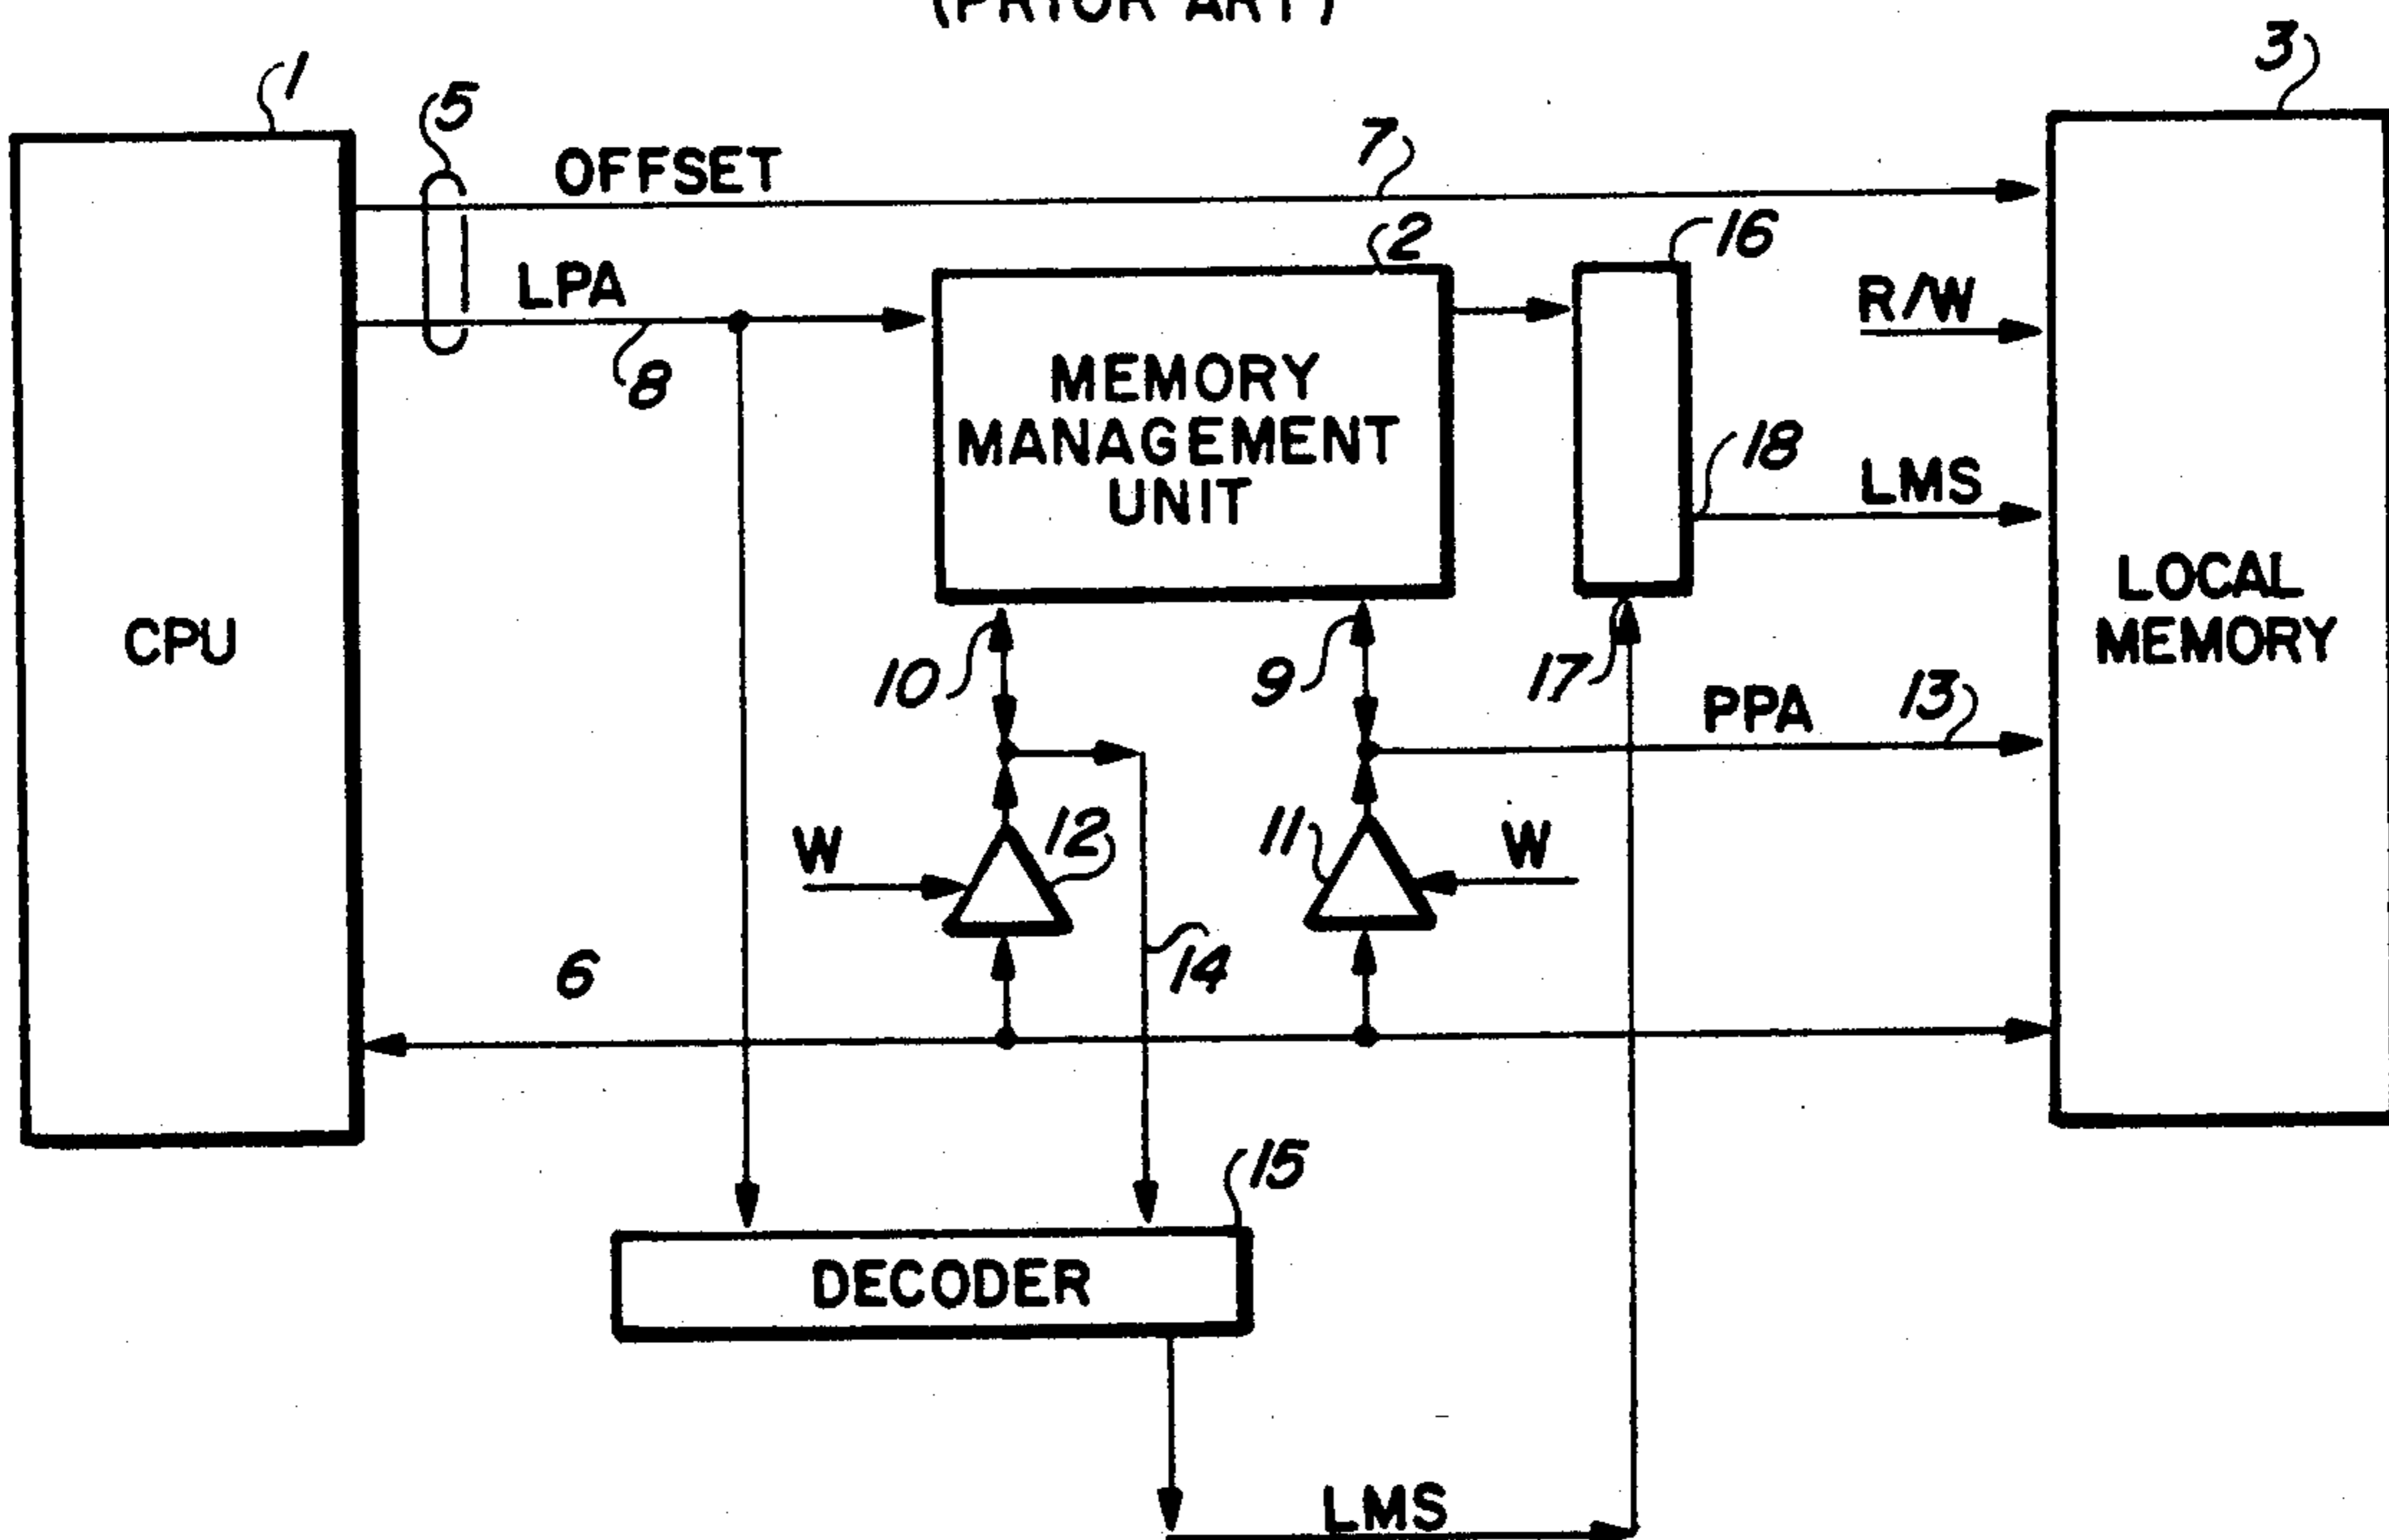 (PRIOR ART)
1
5
3
OFFSET
7
LPA
8
2
16
R/W
MEMORY
MANAGEMENT
UNIT
18
LMS
CPU
LOCAL
MEMORY
10
9
17
PPA
13
W
12
11
W
6
14
15
DECODER
LMS